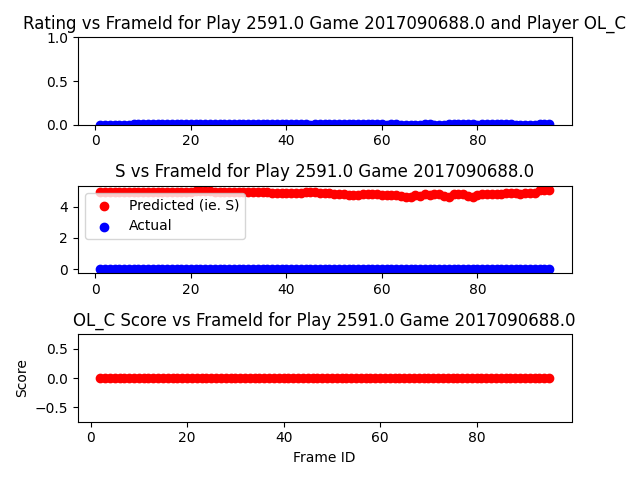 Rating vs FrameId for Play 2591.0 Game 2017090688.0 and Player OL_C
1.0
0.5
0.0
0 20 40 60 80
S vs FrameId for Play 2591.0 Game 2017090688.0
4
2
0
Predicted (ie. S)
Actual
0 20 40 60 80
OL_C Score vs FrameId for Play 2591.0 Game 2017090688.0
Score
0.5
0.0
−0.5
0 20 40 60 80
Frame ID